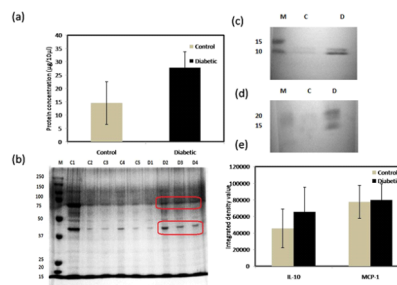 (a)
Protein concentration (µg/10µl)
45
40
35
30
25
20
15
10
5
0
Control
Diabetic
Control
Diabetic
(b)
M C1 C2 C3 C4 C5 D1 D2 D3 D4
250
150
100
75
50
37
25
20
15
(c)
M C D
15
10
(d)
M C D
20
15
(e)
Integrated density value
120000
100000
80000
60000
40000
20000
0
Control
Diabetic
IL-10
MCP-1